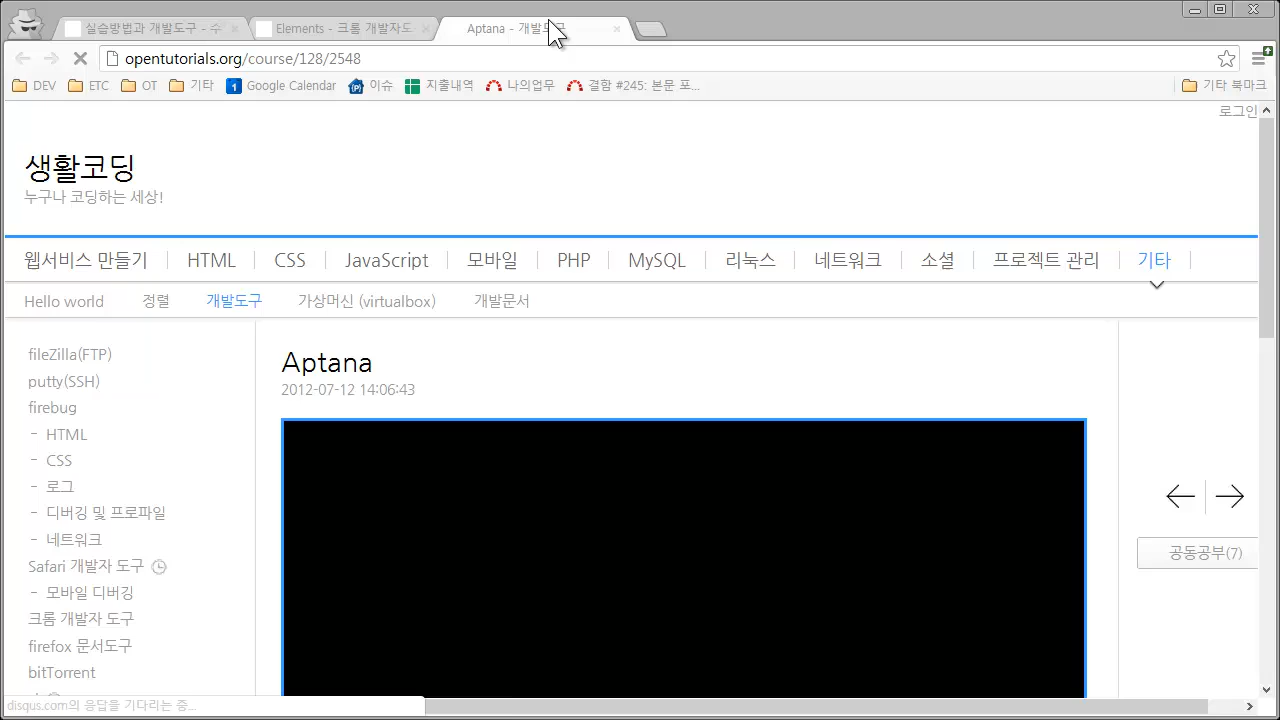 실습방법과 개발도구 - 수
Elements - 크롬 개발자도
Aptana - 개발도구
opentutorials.org/course/128/2548
DEV
ETC
OT
기타
Google Calendar
이슈
지출내역
나의업무
결함 #245: 본문 포...
기타 북마크
로그인
생활코딩
누구나 코딩하는 세상!
웹서비스 만들기
HTML
CSS
JavaScript
모바일
PHP
MySQL
리눅스
네트워크
소셜
프로젝트 관리
기타
Hello world
정렬
개발도구
가상머신 (virtualbox)
개발문서
fileZilla(FTP)
putty(SSH)
firebug
- HTML
- CSS
- 로그
- 디버깅 및 프로파일
- 네트워크
Safari 개발자 도구
- 모바일 디버깅
크롬 개발자 도구
firefox 문서도구
bitTorrent
Aptana
2012-07-12 14:06:43
공동공부(7)
disqus.com의 응답을 기다리는 중...